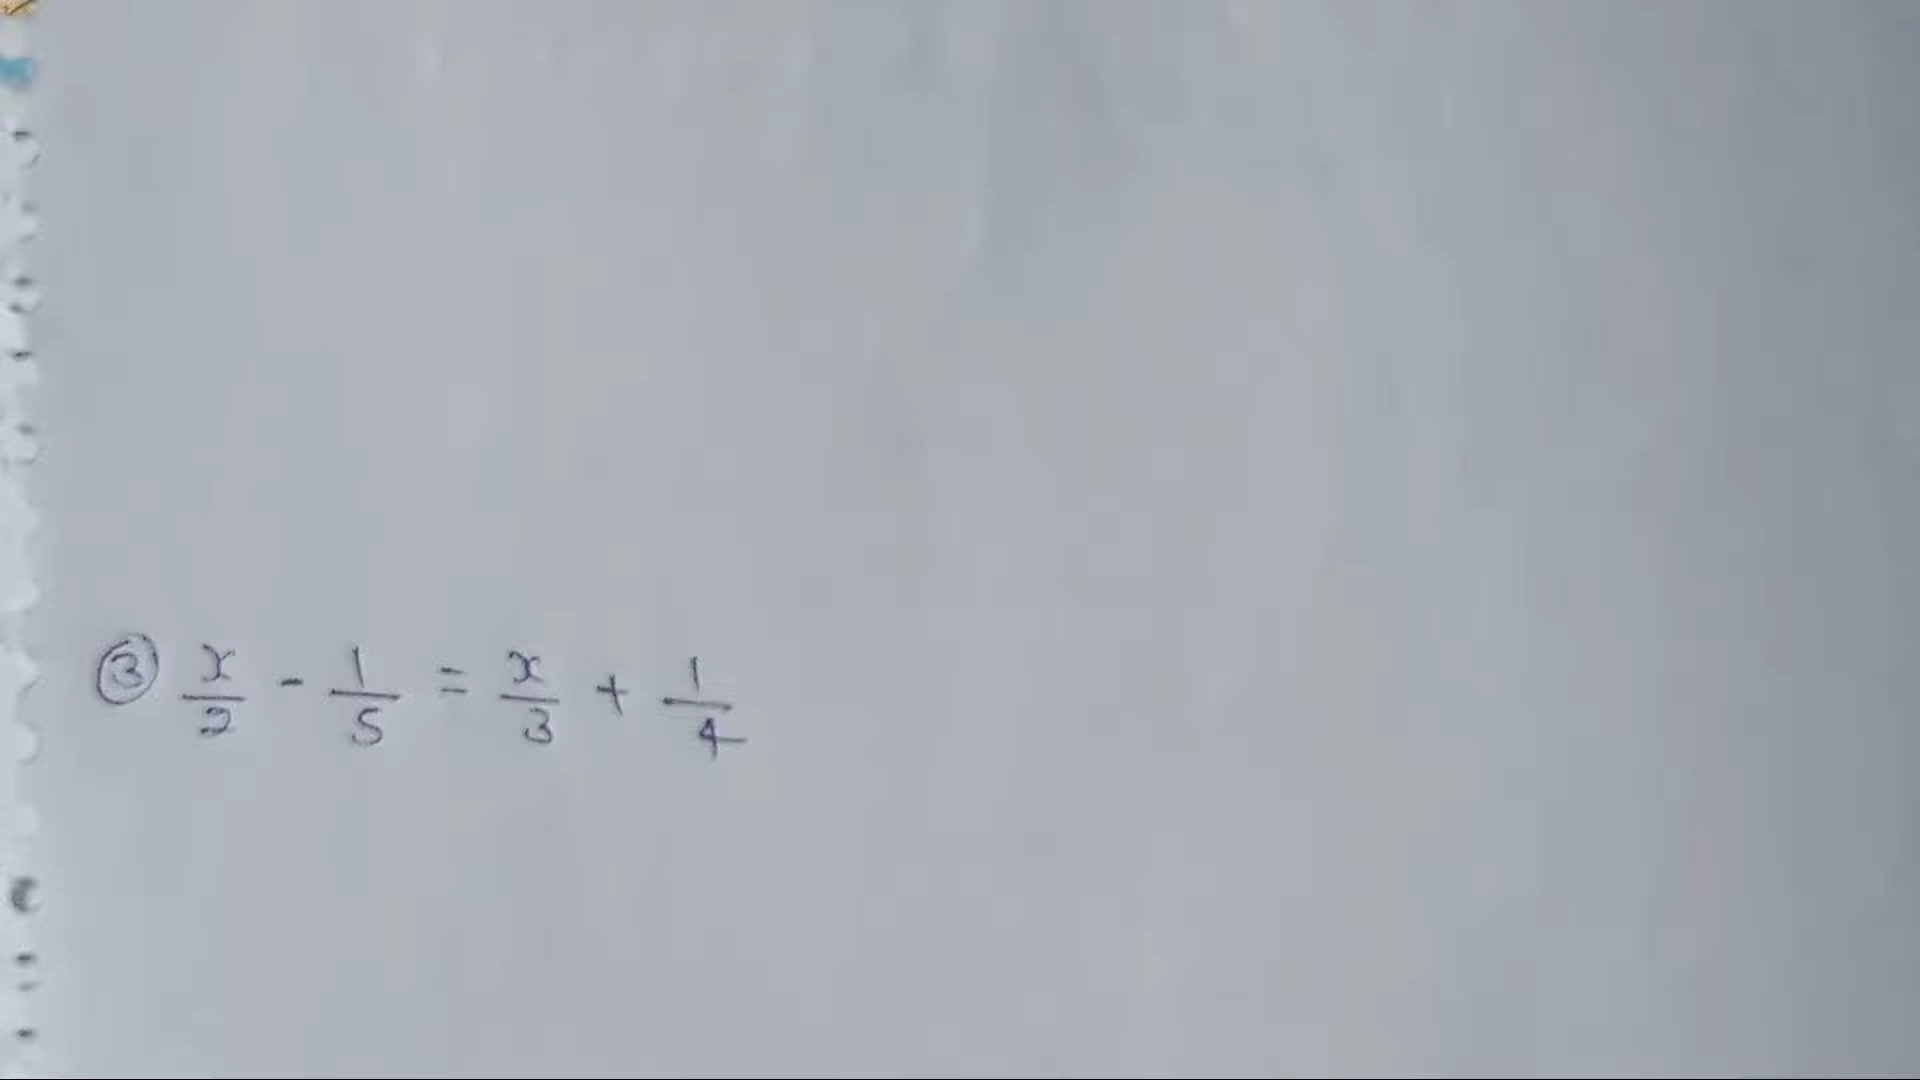 ③ x/2 - 1/5 = x/3 + 1/4